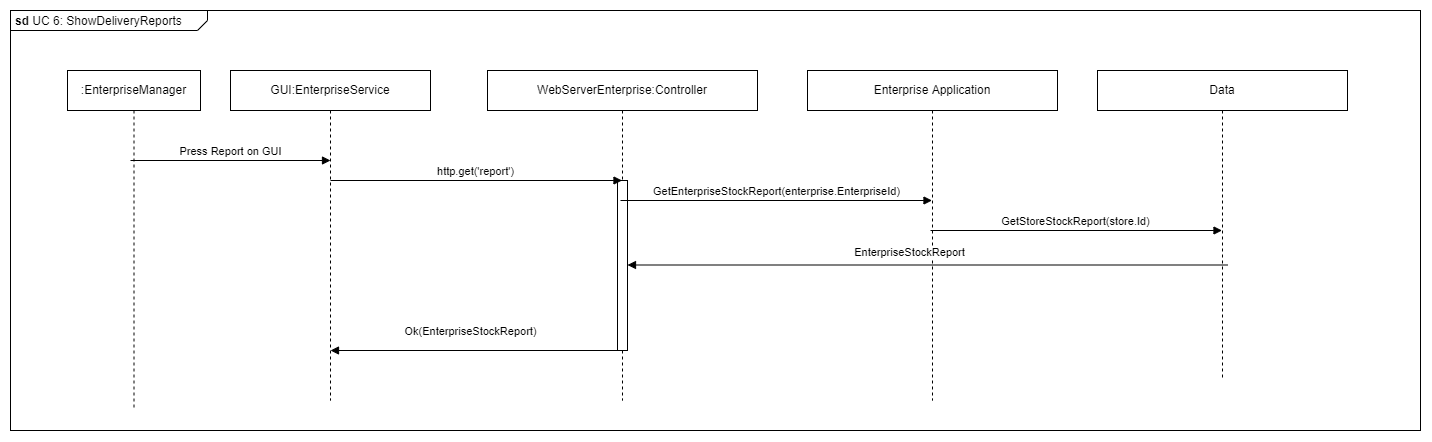 sd UC 6: ShowDeliveryReports
:EnterpriseManager
GUI:EnterpriseService
WebServerEnterprise:Controller
Enterprise Application
Data
Press Report on GUI
http.get('report')
GetEnterpriseStockReport(enterprise.EnterpriseId)
GetStoreStockReport(store.Id)
EnterpriseStockReport
Ok(EnterpriseStockReport)